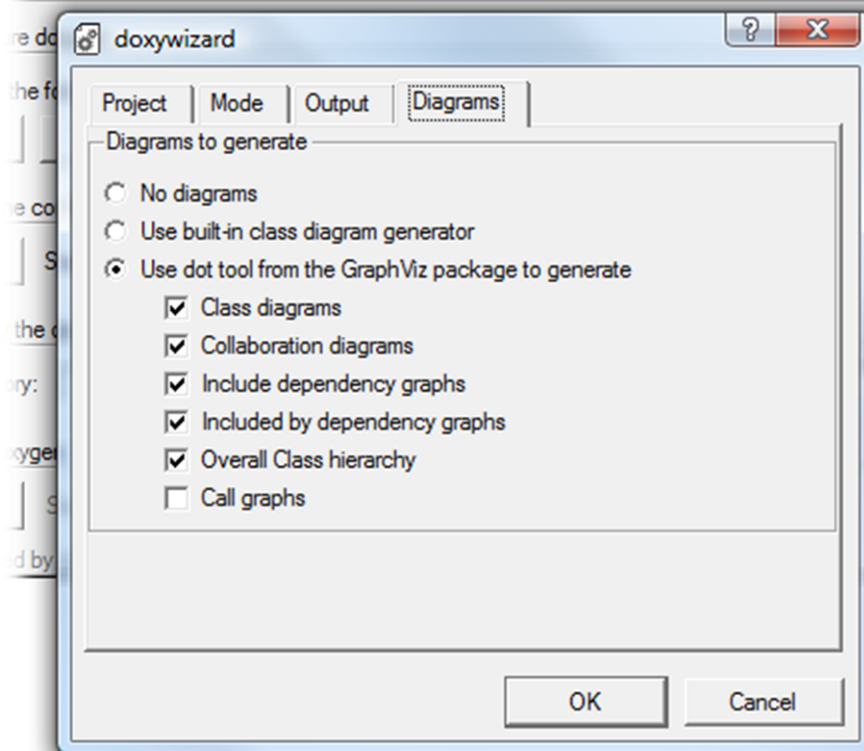 doxywizard
Project Mode Output Diagrams
Diagrams to generate
No diagrams
Use built-in class diagram generator
Use dot tool from the GraphViz package to generate
Class diagrams
Collaboration diagrams
Include dependency graphs
Included by dependency graphs
Overall Class hierarchy
Call graphs
OK Cancel